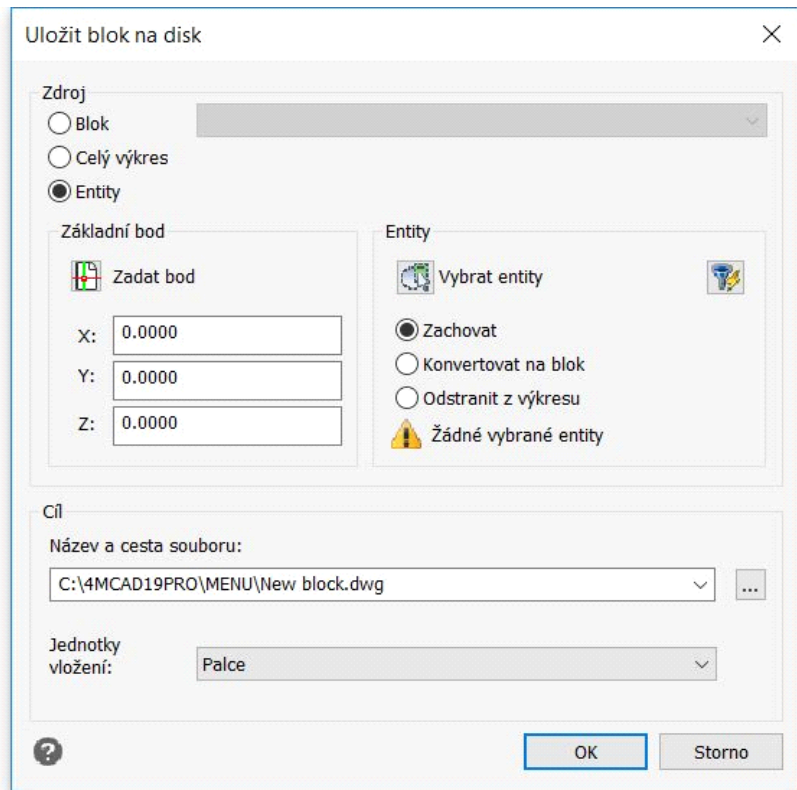 Uložit blok na disk
Zdroj
Blok
Celý výkres
Entity
Základní bod
Zadat bod
X: 0.0000
Y: 0.0000
Z: 0.0000
Entity
Vybrat entity
Zachovat
Konvertovat na blok
Odstranit z výkresu
Žádné vybrané entity
Cíl
Název a cesta souboru:
C:\4MCAD19PRO\MENU\New block.dwg
...
Jednotky
vložení:
Palce
?
OK
Storno